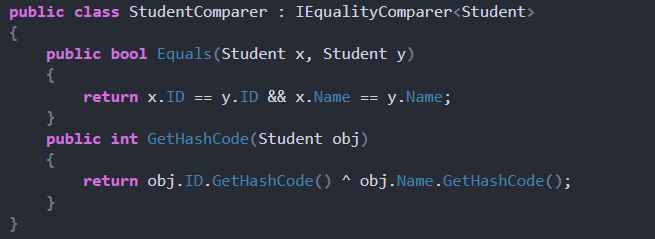 public class StudentComparer : IEqualityComparer<Student>
{
    public bool Equals(Student x, Student y)
    {
        return x.ID == y.ID && x.Name == y.Name;
    }
    public int GetHashCode(Student obj)
    {
        return obj.ID.GetHashCode() ^ obj.Name.GetHashCode();
    }
}